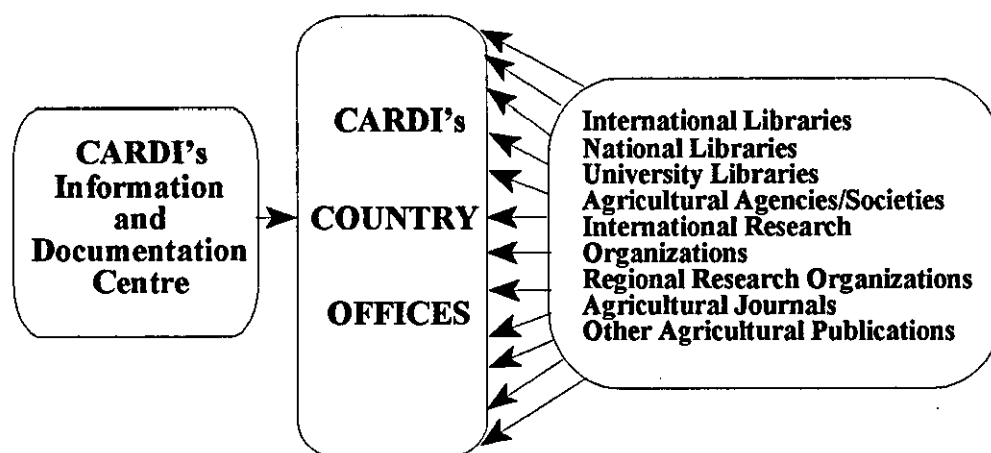 CARDI's
Information
and
Documentation
Centre
CARDI's
COUNTRY
OFFICES
International Libraries
National Libraries
University Libraries
Agricultural Agencies/Societies
International Research
Organizations
Regional Research Organizations
Agricultural Journals
Other Agricultural Publications